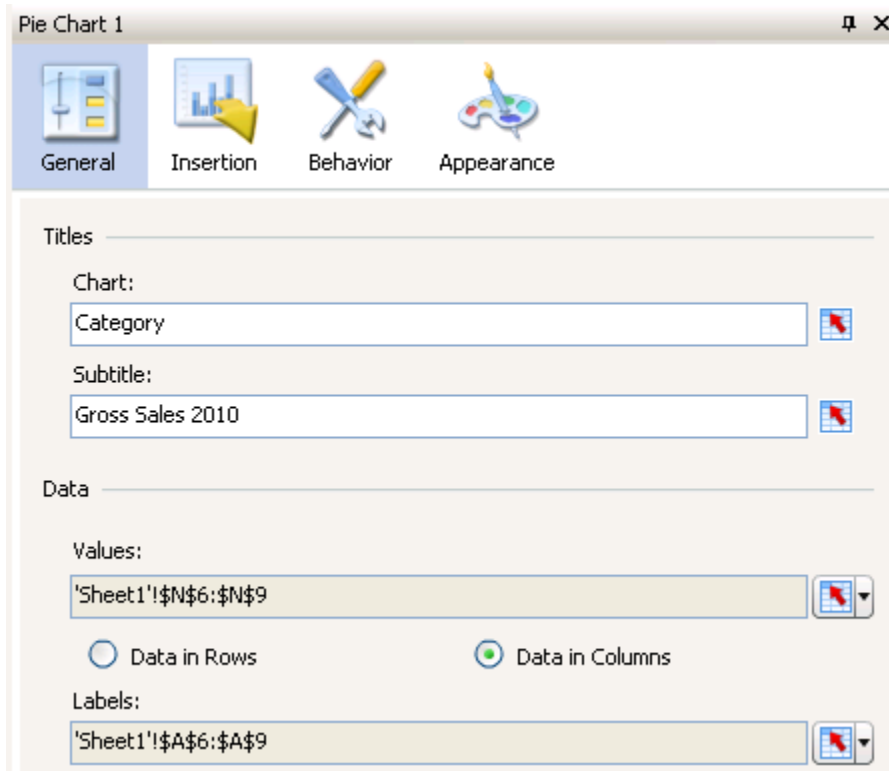 Pie Chart 1
General Insertion Behavior Appearance
Titles
Chart:
Category
Subtitle:
Gross Sales 2010
Data
Values:
'Sheet1'!$N$6:$N$9
Data in Rows Data in Columns
Labels:
'Sheet1'!$A$6:$A$9